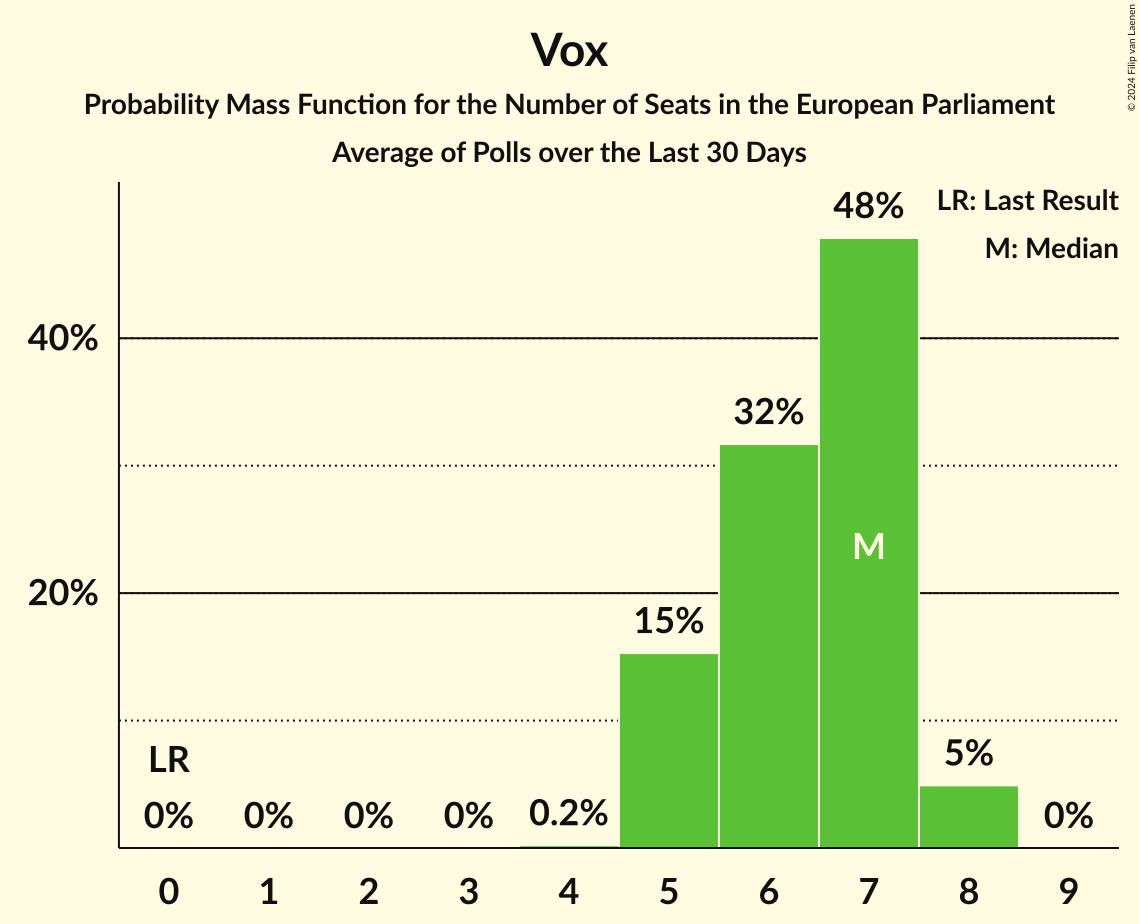 Vox
Probability Mass Function for the Number of Seats in the European Parliament
Average of Polls over the Last 30 Days
© 2024 Filip van Laenen
LR: Last Result
M: Median
40%
20%
LR
0%
0%
0%
0%
0.2%
15%
32%
48%
M
5%
0%
0
1
2
3
4
5
6
7
8
9